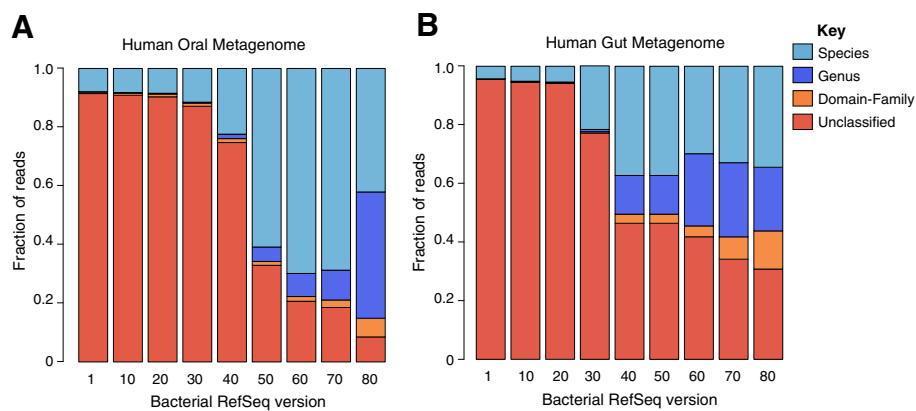 A
Human Oral Metagenome
1.0
0.8
0.6
0.4
0.2
0
Fraction of reads
1 10 20 30 40 50 60 70 80
Bacterial RefSeq version
B
Human Gut Metagenome
1.0
0.8
0.6
0.4
0.2
0
Fraction of reads
1 10 20 30 40 50 60 70 80
Bacterial RefSeq version
Key
Species
Genus
Domain-Family
Unclassified